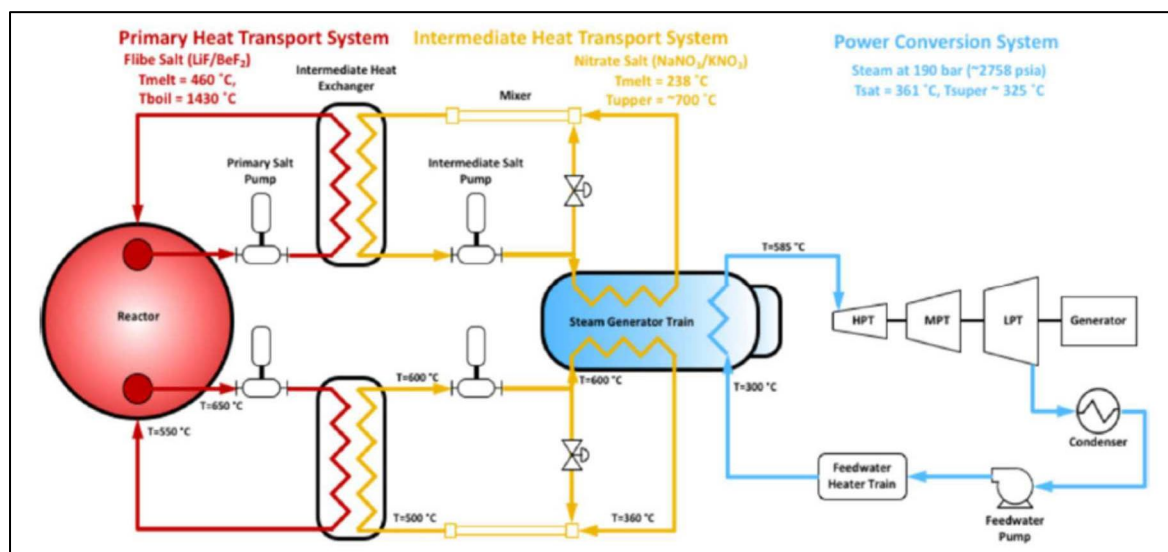 Primary Heat Transport System
Flibe Salt (LiF/BeF₂)
Tmelt = 460 °C,
Tboil = 1430 °C
Intermediate Heat Transport System
Nitrate Salt (NaNO₃/KNO₃)
Tmelt = 238 °C
Tupper = ~700 °C
Power Conversion System
Steam at 190 bar (~2758 psia)
Tsat = 361 °C, Tsuper ~ 325 °C
Intermediate Heat
Exchanger
Mixer
Primary Salt
Pump
Intermediate Salt
Pump
T=585 °C
Reactor
Steam Generator Train
HPT
MPT
LPT
Generator
T=650 °C
T=550 °C
T=600 °C
T=600 °C
T=300 °C
Condenser
Feedwater
Heater Train
Feedwater
Pump
T=500 °C
T=360 °C